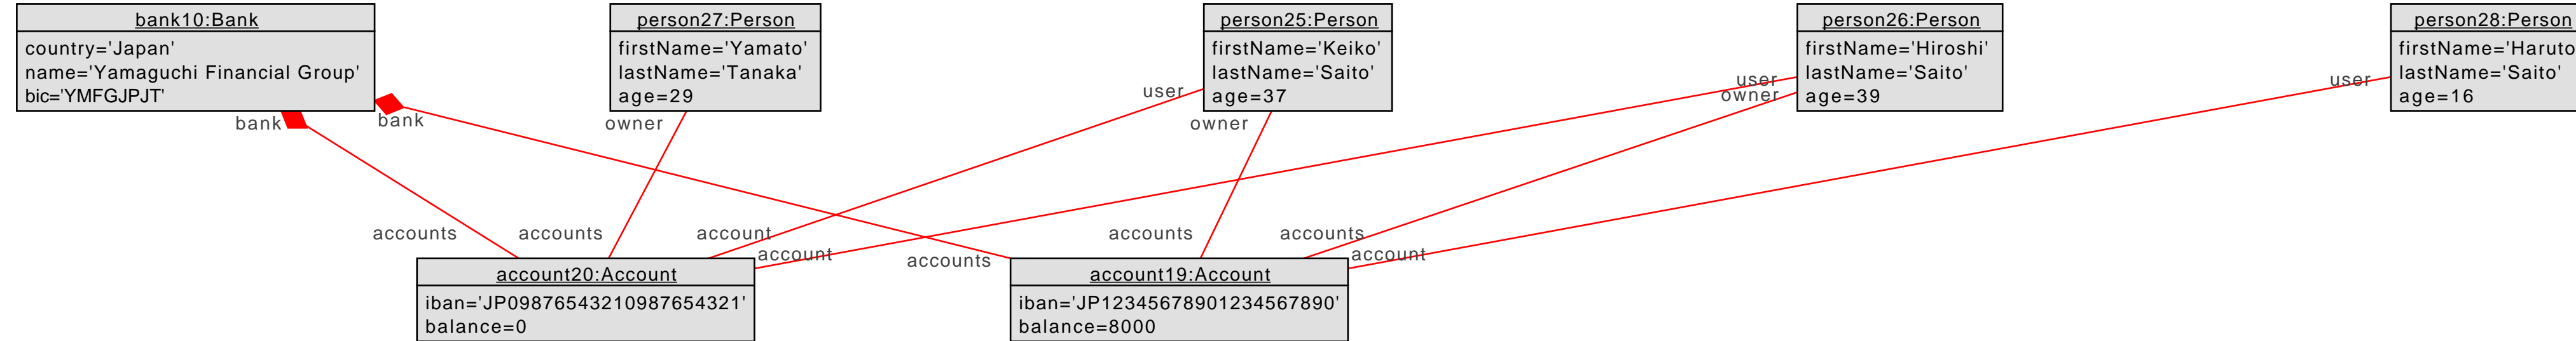 bank10:Bank
country='Japan'
name='Yamaguchi Financial Group'
bic='YMFGJPJT'
person27:Person
firstName='Yamato'
lastName='Tanaka'
age=29
person25:Person
firstName='Keiko'
lastName='Saito'
age=37
person26:Person
firstName='Hiroshi'
lastName='Saito'
age=39
person28:Person
firstName='Haruto
lastName='Saito'
age=16
bank
bank
owner
user
owner
user
owner
user
accounts
accounts
account
account
accounts
accounts
accounts
account
account20:Account
iban='JP09876543210987654321'
balance=0
account19:Account
iban='JP12345678901234567890'
balance=8000